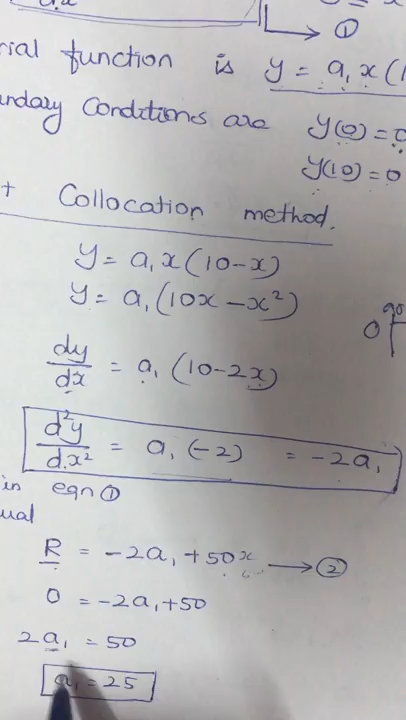 ①
rial function is y = a₁x(1
ndary Conditions are y(0)=0
y(10)=0
t Collocation method.
y = a₁x(10-x)
y = a₁(10x-x²)
dy/dx = a₁(10-2x)
d²y/dx² = a₁(-2) = -2a₁
in eqn ①
ual
R = -2a₁+50x → ②
0 = -2a₁+50
2a₁ = 50
a₁ = 25